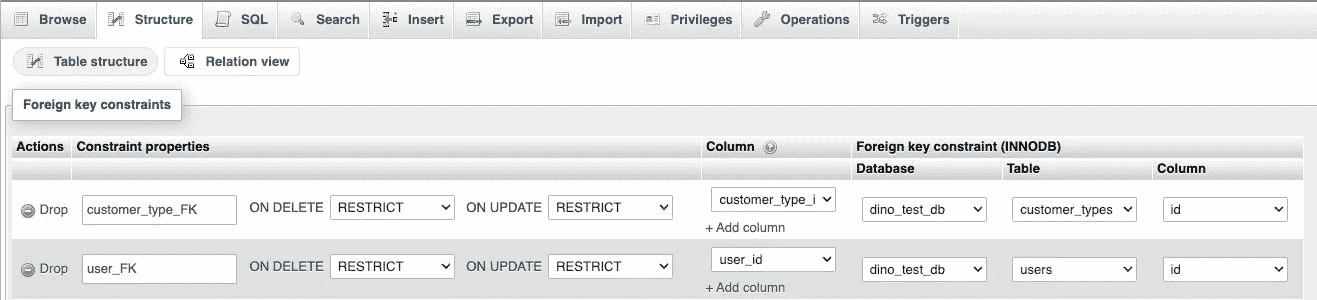 Browse Structure SQL Search Insert Export Import Privileges Operations Triggers
Table structure Relation view
Foreign key constraints
Actions Constraint properties Column Foreign key constraint (INNODB)
Database Table Column
Drop customer_type_FK ON DELETE RESTRICT ON UPDATE RESTRICT customer_type_i dino_test_db customer_types id
+ Add column
Drop user_FK ON DELETE RESTRICT ON UPDATE RESTRICT user_id dino_test_db users id
+ Add column